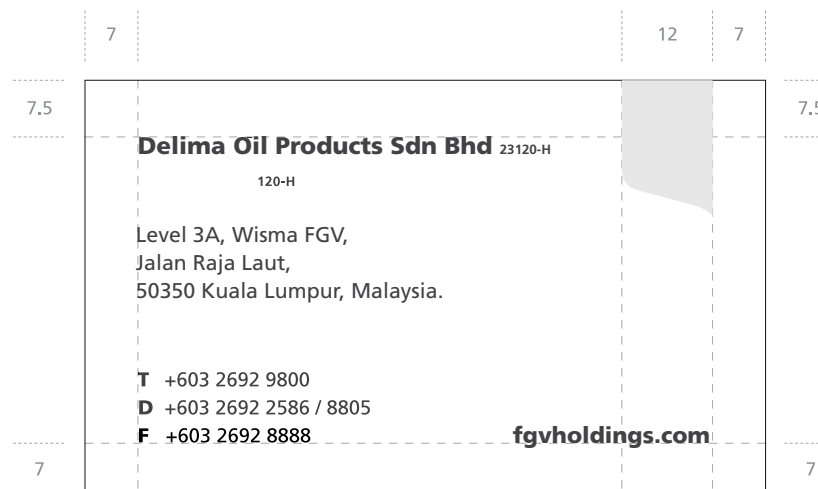 7 12 7
7.5 7.5
Delima Oil Products Sdn Bhd 23120-H
120-H
Level 3A, Wisma FGV,
Jalan Raja Laut,
50350 Kuala Lumpur, Malaysia.
T +603 2692 9800
D +603 2692 2586 / 8805
F +603 2692 8888 fgvholdings.com
7 7